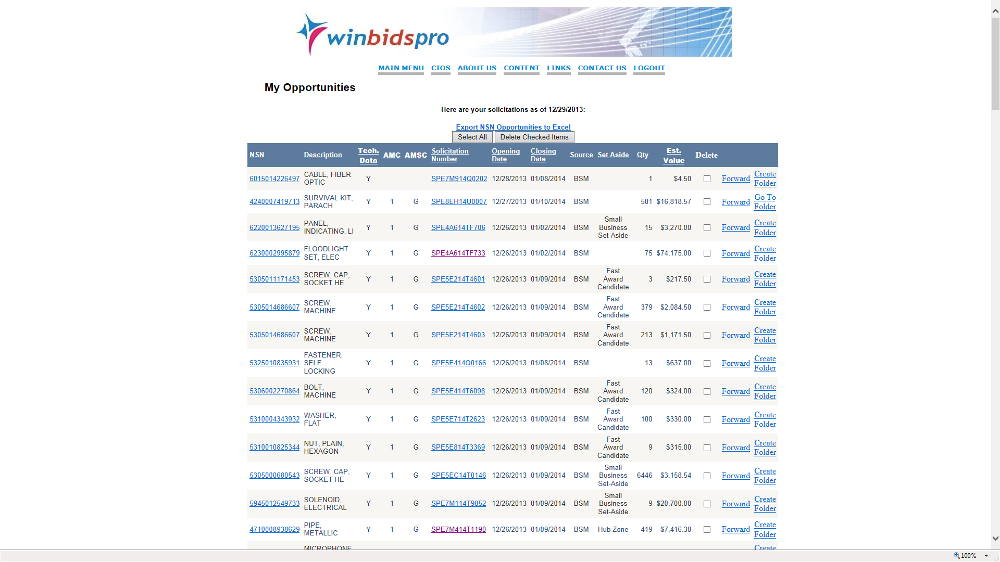 winbidspro
MAIN MENU CIOS ABOUT US CONTENT LINKS CONTACT US LOGOUT
My Opportunities
Here are your solicitations as of 12/29/2013:
Export NSN Opportunities to Excel
Select All Delete Checked Items
NSN Description Tech. Data AMC AMSC Solicitation Number Opening Date Closing Date Source Set Aside Qty Est. Value Delete
6015014226497 CABLE, FIBER OPTIC Y SPE7M914Q0202 12/28/2013 01/08/2014 BSM 1 $4.50 Forward Create Folder
4240007419713 SURVIVAL KIT, PARACH Y 1 G SPE8EH14U0007 12/27/2013 01/10/2014 BSM 501 $16,818.57 Forward Go To Folder
6220013627195 PANEL, INDICATING, LI Y 1 G SPE4A614TF706 12/26/2013 01/02/2014 BSM Small Business Set-Aside 15 $3,270.00 Forward Create Folder
6230002995879 FLOODLIGHT SET, ELEC Y 1 G SPE4A614TF733 12/26/2013 01/02/2014 BSM 75 $74,175.00 Forward Create Folder
5305011171453 SCREW, CAP, SOCKET HE Y 1 G SPE5E214T4601 12/26/2013 01/09/2014 BSM Fast Award Candidate 3 $217.50 Forward Create Folder
5305014686607 SCREW, MACHINE Y 1 G SPE5E214T4602 12/26/2013 01/09/2014 BSM Fast Award Candidate 379 $2,084.50 Forward Create Folder
5305014686607 SCREW, MACHINE Y 1 G SPE5E214T4603 12/26/2013 01/09/2014 BSM Fast Award Candidate 213 $1,171.50 Forward Create Folder
5325010835931 FASTENER, SELF LOCKING Y 1 G SPE5E414Q0166 12/26/2013 01/08/2014 BSM 13 $637.00 Forward Create Folder
5306002270864 BOLT, MACHINE Y 1 G SPE5E414T6098 12/26/2013 01/09/2014 BSM Fast Award Candidate 120 $324.00 Forward Create Folder
5310004343932 WASHER, FLAT Y 1 G SPE5E714T2623 12/26/2013 01/09/2014 BSM Fast Award Candidate 100 $330.00 Forward Create Folder
5310010825344 NUT, PLAIN, HEXAGON Y 1 G SPE5E814T3369 12/26/2013 01/09/2014 BSM Fast Award Candidate 9 $315.00 Forward Create Folder
5305000680543 SCREW, CAP, SOCKET HE Y 1 G SPE5EC14T0146 12/26/2013 01/09/2014 BSM Small Business Set-Aside 6446 $3,158.54 Forward Create Folder
5945012549733 SOLENOID, ELECTRICAL Y 1 G SPE7M114T9852 12/26/2013 01/09/2014 BSM Small Business Set-Aside 9 $20,700.00 Forward Create Folder
4710008938629 PIPE, METALLIC Y 1 G SPE7M414T1190 12/26/2013 01/09/2014 BSM Hub Zone 419 $7,416.30 Forward Create Folder
MICROPHONE Create
100%